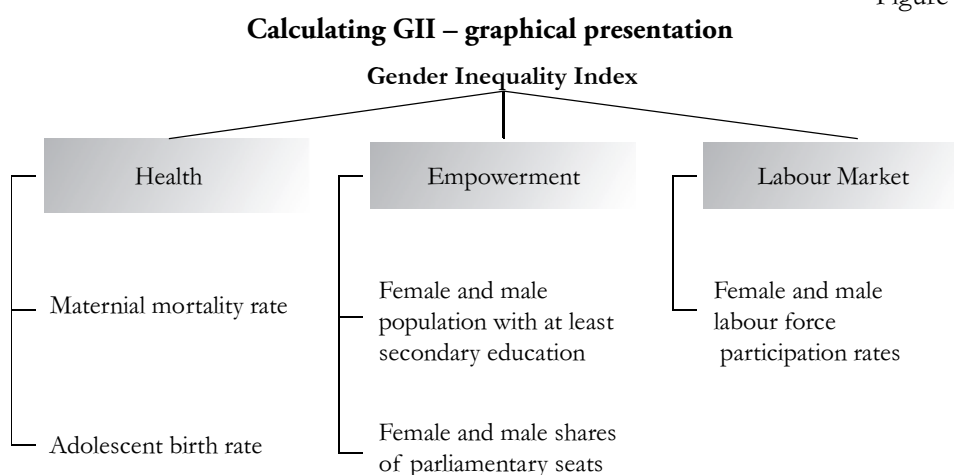 Figure
Calculating GII – graphical presentation
Gender Inequality Index
Health
Empowerment
Labour Market
Maternial mortality rate
Adolescent birth rate
Female and male
population with at least
secondary education
Female and male shares
of parliamentary seats
Female and male
labour force
participation rates